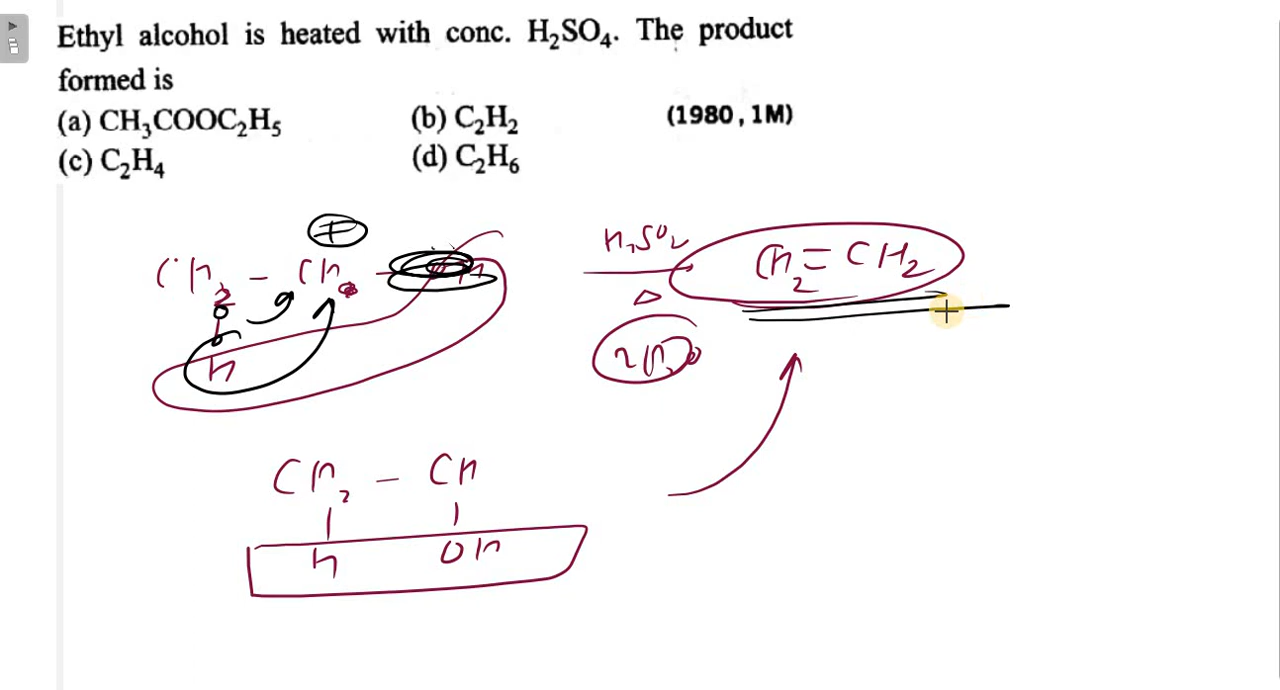 Ethyl alcohol is heated with conc. H₂SO₄. The product
formed is
(a) CH₃COOC₂H₅ (b) C₂H₂ (1980, 1M)
(c) C₂H₄ (d) C₂H₆
H₂SO₄
CH₂ = CH₂
Δ
CH₂ - CH
H OH